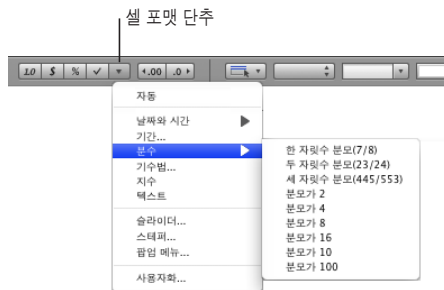 셀 포맷 단추
1.0 $ % ✓ .00 .0
자동
날짜와 시간
기간...
분수
기수법...
지수
텍스트
슬라이더...
스테퍼...
팝업 메뉴...
사용자화...
한 자릿수 분모(7/8)
두 자릿수 분모(23/24)
세 자릿수 분모(445/553)
분모가 2
분모가 4
분모가 8
분모가 16
분모가 10
분모가 100